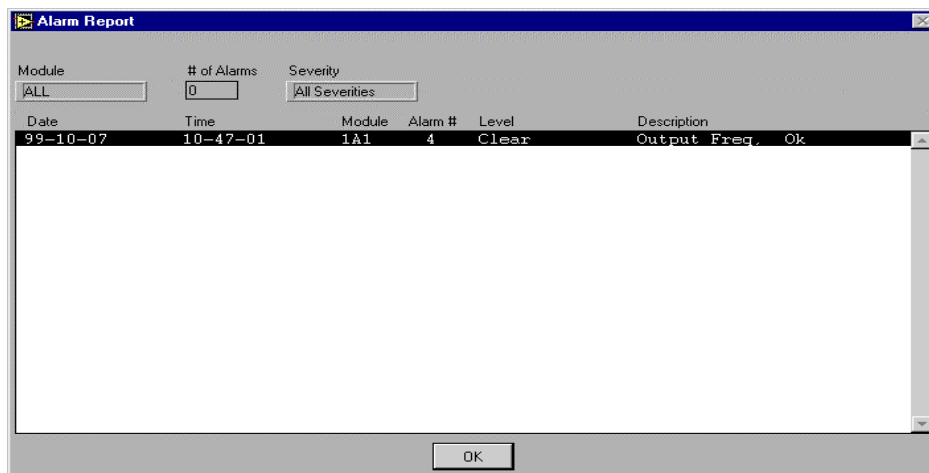 Alarm Report
Module # of Alarms Severity
ALL 0 All Severities
Date Time Module Alarm # Level Description
99-10-07 10-47-01 1A1 4 Clear Output Freq, Ok
OK